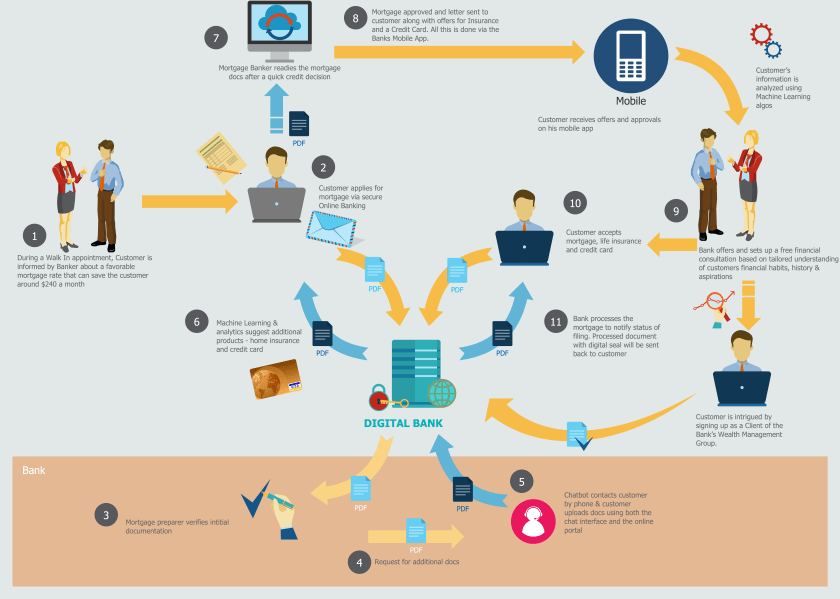 7
Mortgage Banker readies the mortgage
docs after a quick credit decision
8
Mortgage approved and letter sent to
customer along with offers for Insurance
and a Credit Card. All this is done via the
Banks Mobile App.
Mobile
Customer receives offers and approvals
on his mobile app
Customer's
information is
analyzed using
Machine Learning
algos
PDF
1
During a Walk In appointment, Customer is
informed by Banker about a favorable
mortgage rate that can save the customer
around $240 a month
2
Customer applies for
mortgage via secure
Online Banking
PDF
10
Customer accepts
mortgage, life insurance
and credit card
PDF
9
Bank offers and sets up a free financial
consultation based on tailored understanding
of customers financial habits, history &
aspirations
6
Machine Learning &
analytics suggest additional
products - home insurance
and credit card
PDF
PDF
11
Bank processes the
mortgage to notify status of
filing. Processed document
with digital seal will be sent
back to customer
DIGITAL BANK
Customer is intrigued by
signing up as a Client of the
Bank's Wealth Management
Group.
Bank
3
Mortgage preparer verifies intitial
documentation
PDF
PDF
5
Chatbot contacts customer
by phone & customer
uploads docs using both the
chat interface and the online
portal
PDF
4
Request for additional docs